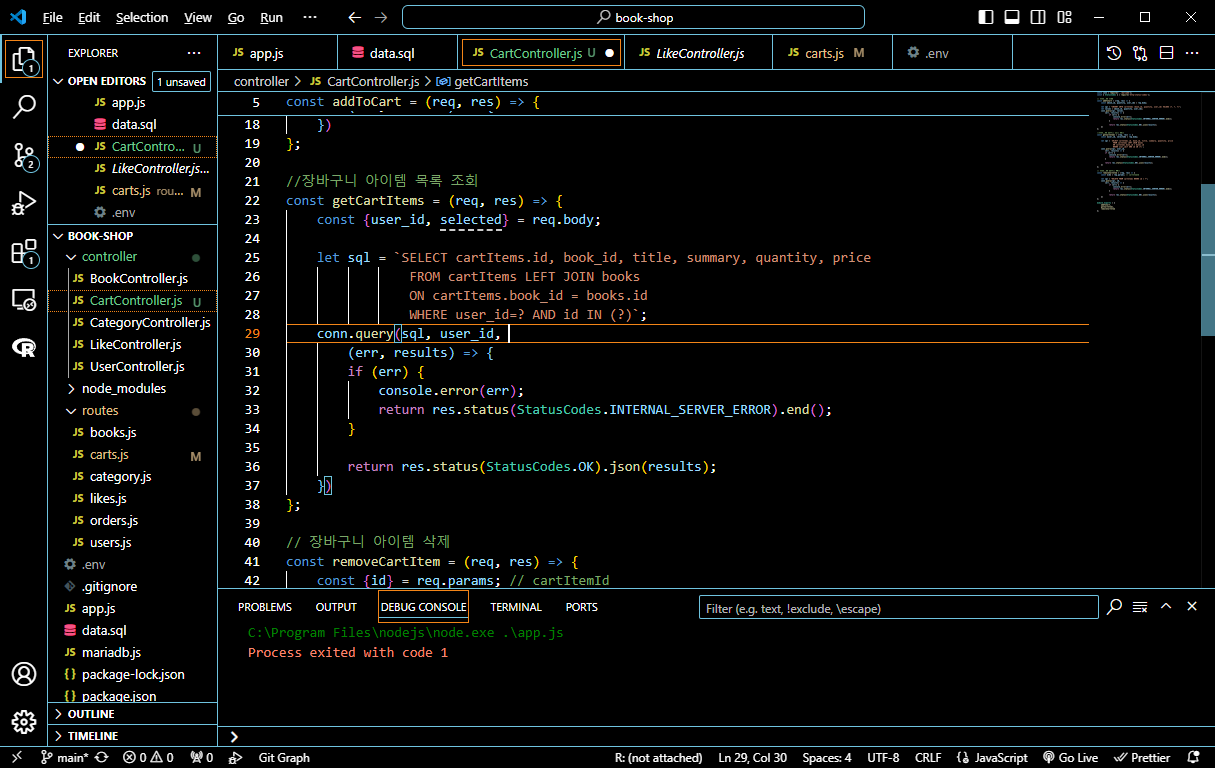 File Edit Selection View Go Run ··· book-shop
EXPLORER ···
OPEN EDITORS 1 unsaved
JS app.js
data.sql
JS CartContro... U
JS LikeController.js...
JS carts.js rou... M
.env
BOOK-SHOP
controller
JS BookController.js
JS CartController.js U
JS CategoryController.js
JS LikeController.js
JS UserController.js
node_modules
routes
JS books.js
JS carts.js M
JS category.js
JS likes.js
JS orders.js
JS users.js
.env
.gitignore
JS app.js
data.sql
JS mariadb.js
{} package-lock.json
{} package.json
OUTLINE
TIMELINE
JS app.js data.sql JS CartController.js U JS LikeController.js JS carts.js M .env
controller > JS CartController.js > getCartItems
5 const addToCart = (req, res) => {
18 })
19 };
20
21 //장바구니 아이템 목록 조회
22 const getCartItems = (req, res) => {
23 const {user_id, selected} = req.body;
24
25 let sql = `SELECT cartItems.id, book_id, title, summary, quantity, price
26 FROM cartItems LEFT JOIN books
27 ON cartItems.book_id = books.id
28 WHERE user_id=? AND id IN (?)`;
29 conn.query(sql, user_id,
30 (err, results) => {
31 if (err) {
32 console.error(err);
33 return res.status(StatusCodes.INTERNAL_SERVER_ERROR).end();
34 }
35
36 return res.status(StatusCodes.OK).json(results);
37 })
38 };
39
40 // 장바구니 아이템 삭제
41 const removeCartItem = (req, res) => {
42 const {id} = req.params; // cartItemId
PROBLEMS OUTPUT DEBUG CONSOLE TERMINAL PORTS Filter (e.g. text, !exclude, \escape)
C:\Program Files\nodejs\node.exe .\app.js
Process exited with code 1
>
main* 0 0 0 Git Graph R: (not attached) Ln 29, Col 30 Spaces: 4 UTF-8 CRLF {} JavaScript Go Live Prettier